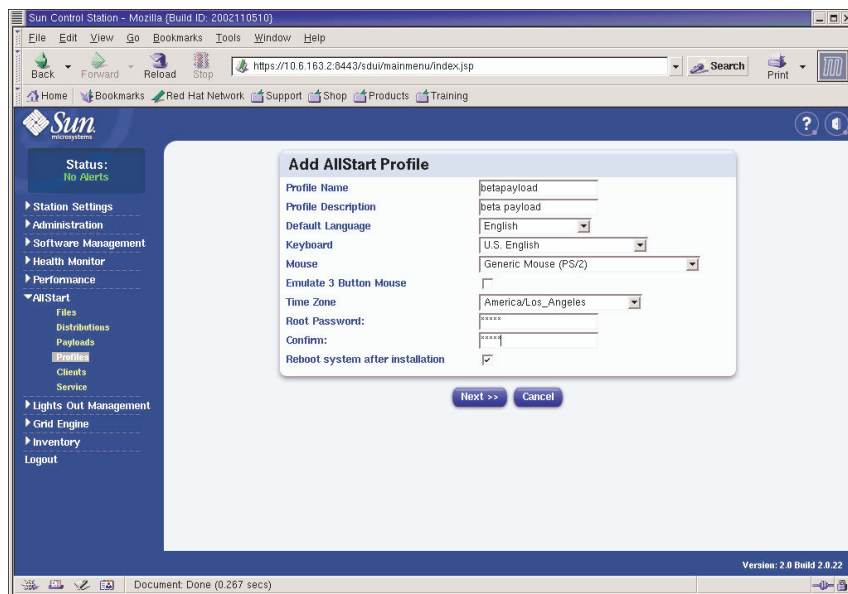 Sun Control Station - Mozilla {Build ID: 2002110510}
File Edit View Go Bookmarks Tools Window Help
Back Forward Reload Stop https://10.6.163.2:8443/sdui/mainmenu/index.jsp Search Print
Home Bookmarks Red Hat Network Support Shop Products Training
Sun
microsystems
?
Status:
No Alerts
Station Settings
Administration
Software Management
Health Monitor
Performance
AllStart
Files
Distributions
Payloads
Profiles
Clients
Service
Lights Out Management
Grid Engine
Inventory
Logout
Add AllStart Profile
Profile Name betapayload
Profile Description beta payload
Default Language English
Keyboard U.S. English
Mouse Generic Mouse (PS/2)
Emulate 3 Button Mouse
Time Zone America/Los_Angeles
Root Password: *****
Confirm: *****
Reboot system after installation
Next >> Cancel
Version: 2.0 Build 2.0.22
Document: Done (0.267 secs)